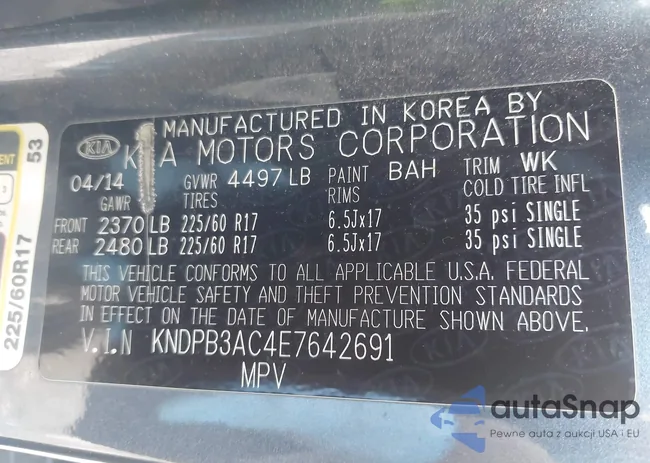 MANUFACTURED IN KOREA BY
KIA KIA MOTORS CORPORATION
04/14 GVWR 4497 LB PAINT BAH TRIM WK
GAWR TIRES RIMS COLD TIRE INFL
FRONT 2370 LB 225/60 R17 6.5Jx17 35 psi SINGLE
REAR 2480 LB 225/60 R17 6.5Jx17 35 psi SINGLE
THIS VEHICLE CONFORMS TO ALL APPLICABLE U.S.A. FEDERAL
MOTOR VEHICLE SAFETY AND THEFT PREVENTION STANDARDS
IN EFFECT ON THE DATE OF MANUFACTURE SHOWN ABOVE.
V.I.N KNDPB3AC4E7642691
MPV
53
3
225/60R17
autaSnap
Pewne auta z aukcji USA i EU